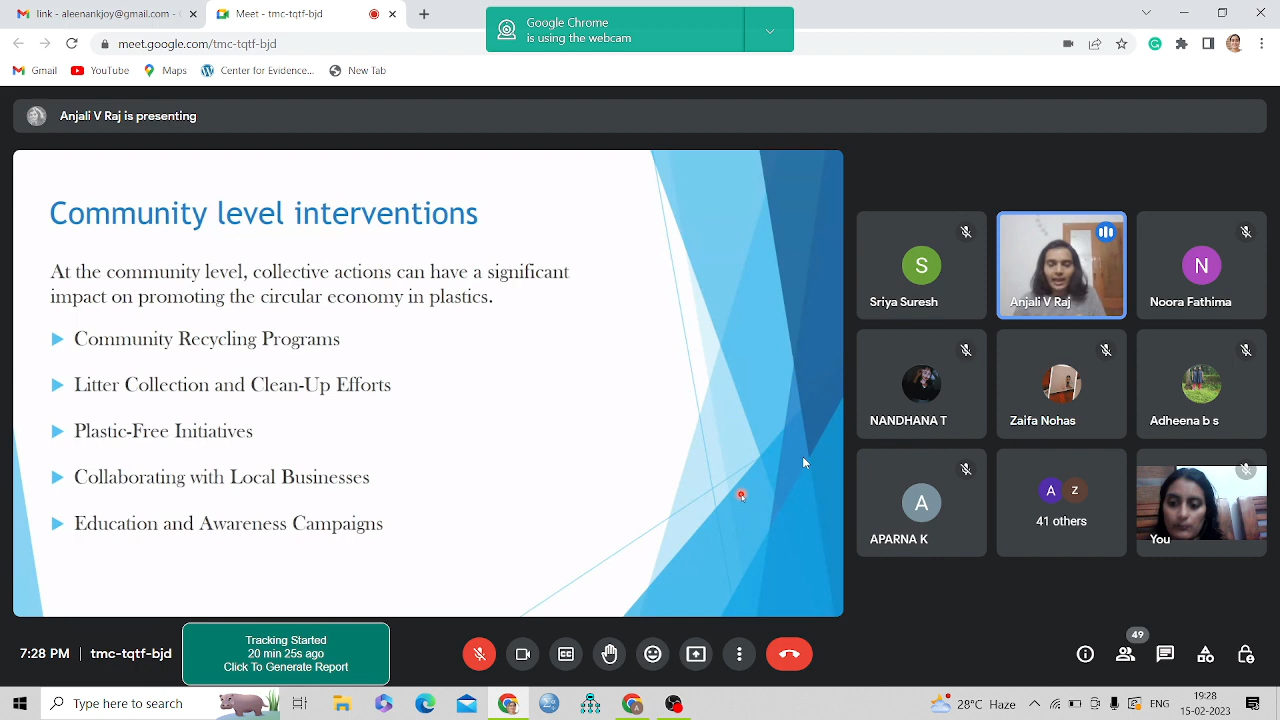 link - aleenankjoy@gmail.com
Meet - tmc-tqtf-bjd
Google Chrome
is using the webcam
meet.google.com/tmc-tqtf-bjd
Gmail
YouTube
Maps
Center for Evidenc...
New Tab
Anjali V Raj is presenting
Community level interventions
At the community level, collective actions can have a significant
impact on promoting the circular economy in plastics.
Community Recycling Programs
Litter Collection and Clean-Up Efforts
Plastic-Free Initiatives
Collaborating with Local Businesses
Education and Awareness Campaigns
S
Sriya Suresh
Anjali V Raj
N
Noora Fathima
NANDHANA T
Zaifa Nohas
Adheena b s
A
APARNA K
A
z
41 others
You
7:28 PM
tmc-tqtf-bjd
Tracking Started
20 min 25s ago
Click To Generate Report
49
Type here to search
28°C Haze
ENG
19:28
15-02-2023